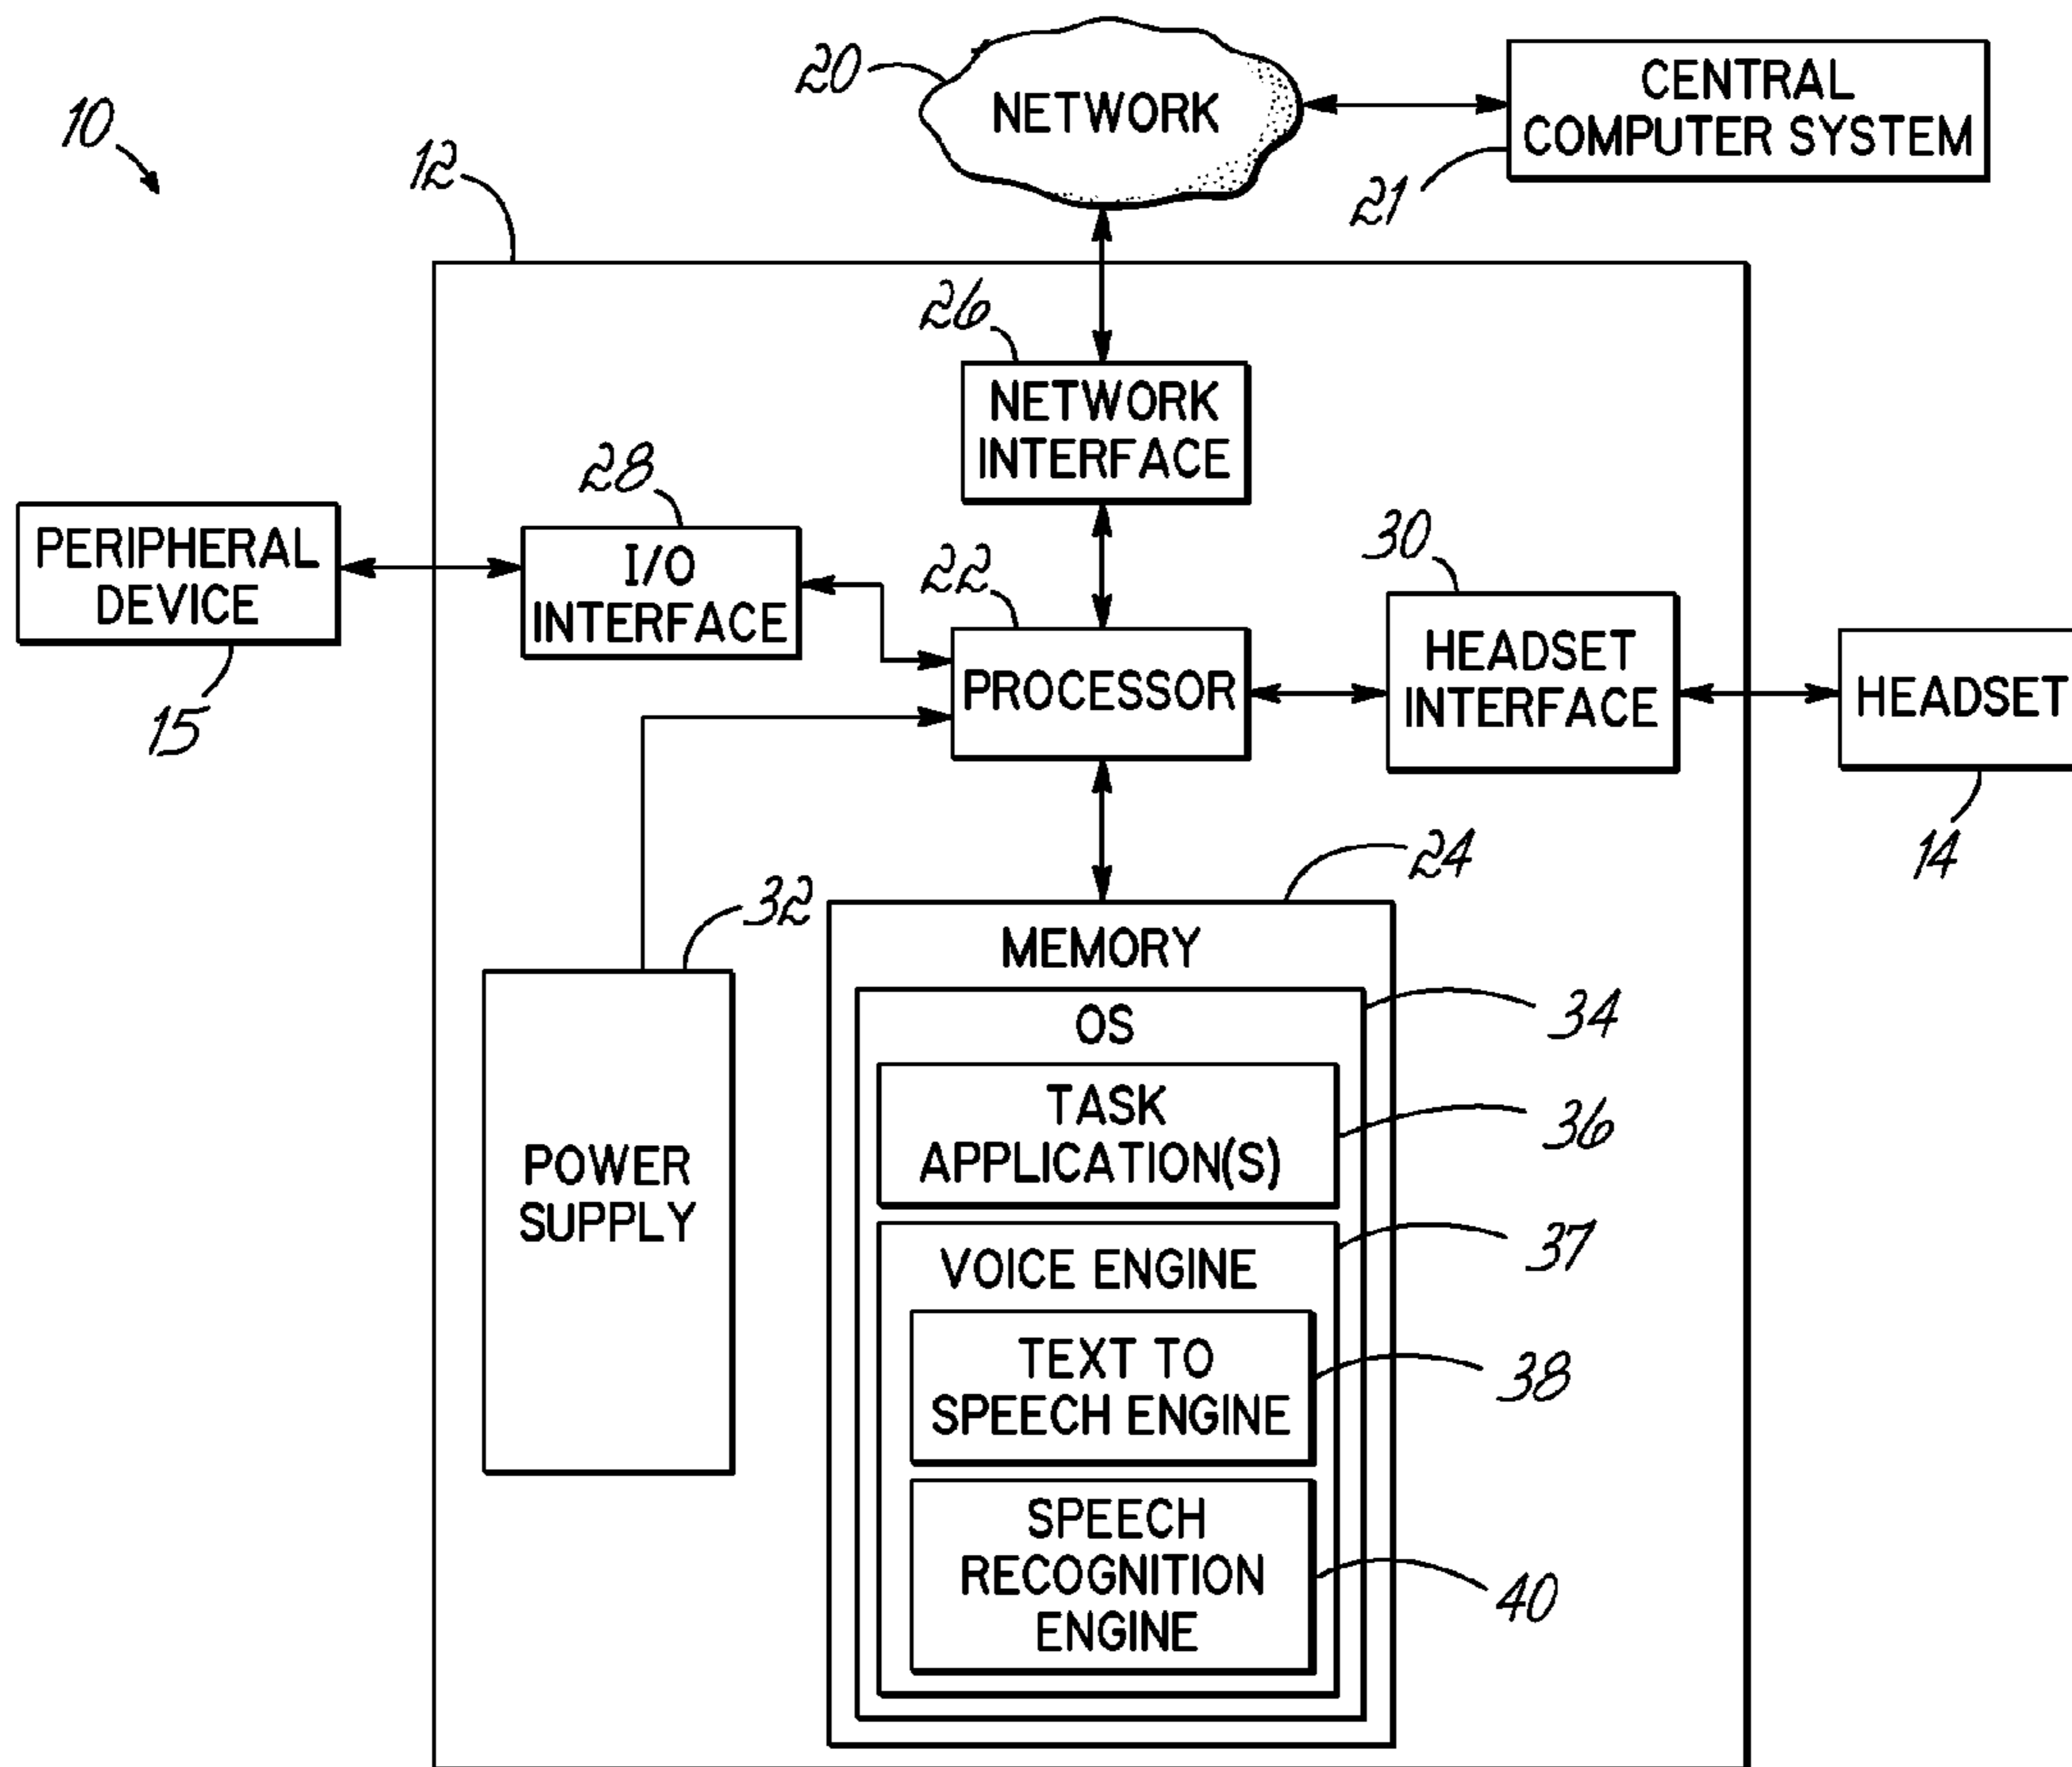 20
NETWORK
CENTRAL
COMPUTER SYSTEM
21
10
12
26
NETWORK
INTERFACE
28
I/O
INTERFACE
PERIPHERAL
DEVICE
15
22
PROCESSOR
30
HEADSET
INTERFACE
HEADSET
14
24
32
POWER
SUPPLY
MEMORY
OS
34
TASK
APPLICATION(S)
36
VOICE ENGINE
37
TEXT TO
SPEECH ENGINE
38
SPEECH
RECOGNITION
ENGINE
40